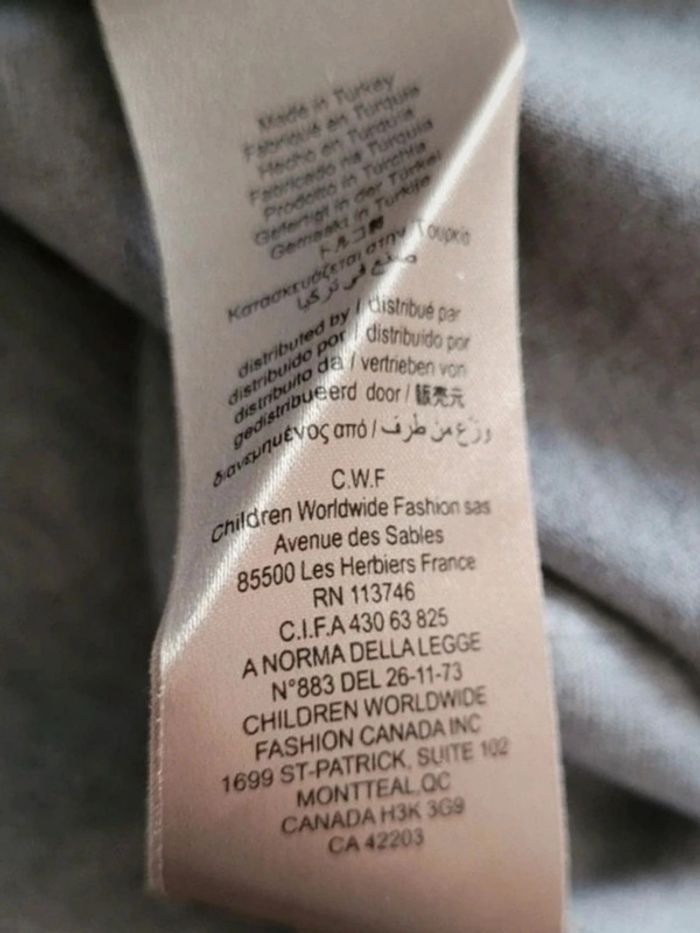 Made in Turkey
Fabriqué en Turquie
Hecho en Turquia
Fabricado na Turquia
Prodotto in Turchia
Gefertigt in der Türkei
Gemaakt in Turkije
トルコ製
Κατασκευάζεται στην Τουρκία
صنع في تركيا
distributed by / distribué par
distribuido por / distribuido por
distribuito da / vertrieben von
gedistribueerd door / 販売元
διανεμημένος από / وزّع من طرف
C.W.F
Children Worldwide Fashion sas
Avenue des Sables
85500 Les Herbiers France
RN 113746
C.I.F.A 430 63 825
A NORMA DELLA LEGGE
N°883 DEL 26-11-73
CHILDREN WORLDWIDE
FASHION CANADA INC
1699 ST-PATRICK, SUITE 102
MONTTEAL.QC
CANADA H3K 3G9
CA 42203